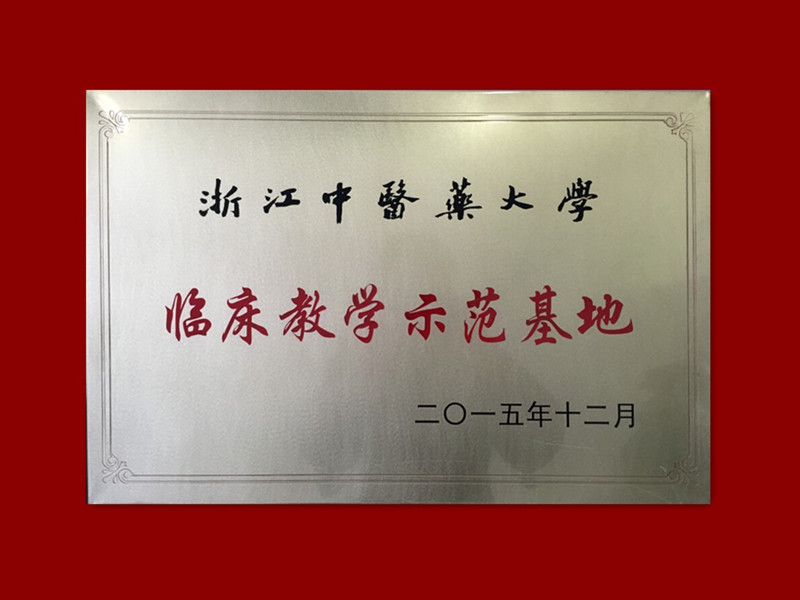 浙江中醫藥大學
临床教学示范基地
二〇一五年十二月